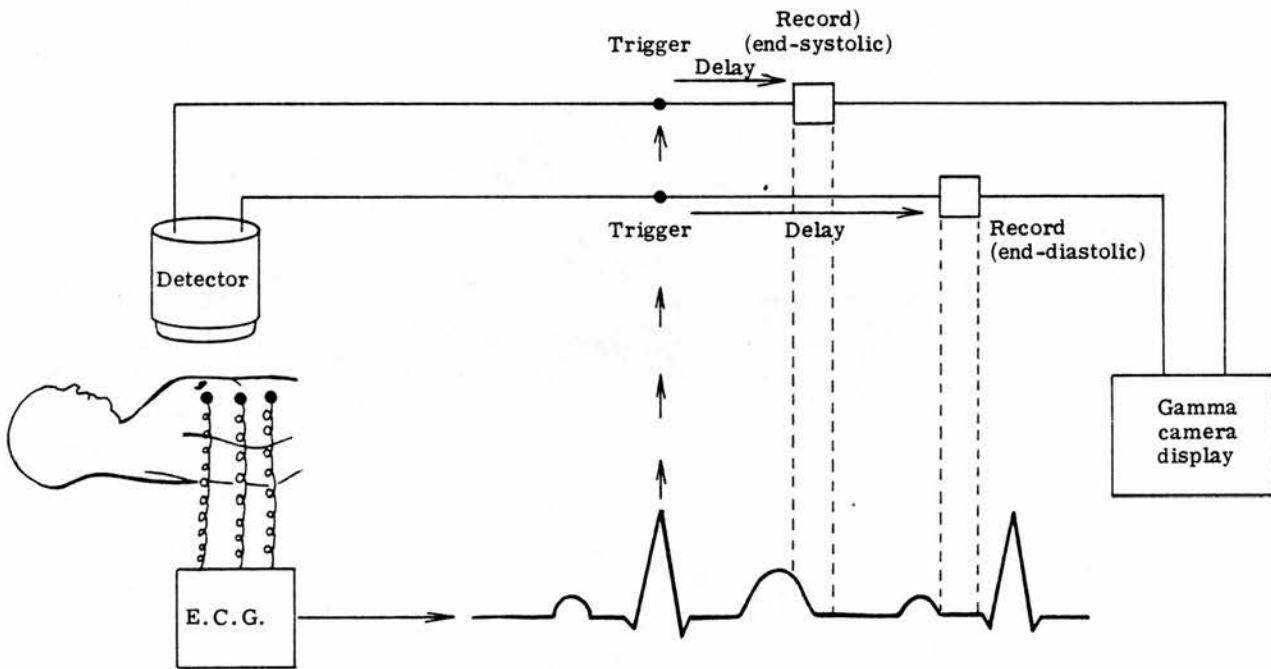 Record)
Trigger (end-systolic)
Delay
Trigger
Delay
Record
(end-diastolic)
Detector
Gamma
camera
display
E.C.G.